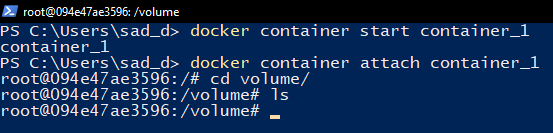 root@094e47ae3596: /volume
PS C:\Users\sad_d> docker container start container_1
container_1
PS C:\Users\sad_d> docker container attach container_1
root@094e47ae3596:/# cd volume/
root@094e47ae3596:/volume# ls
root@094e47ae3596:/volume#